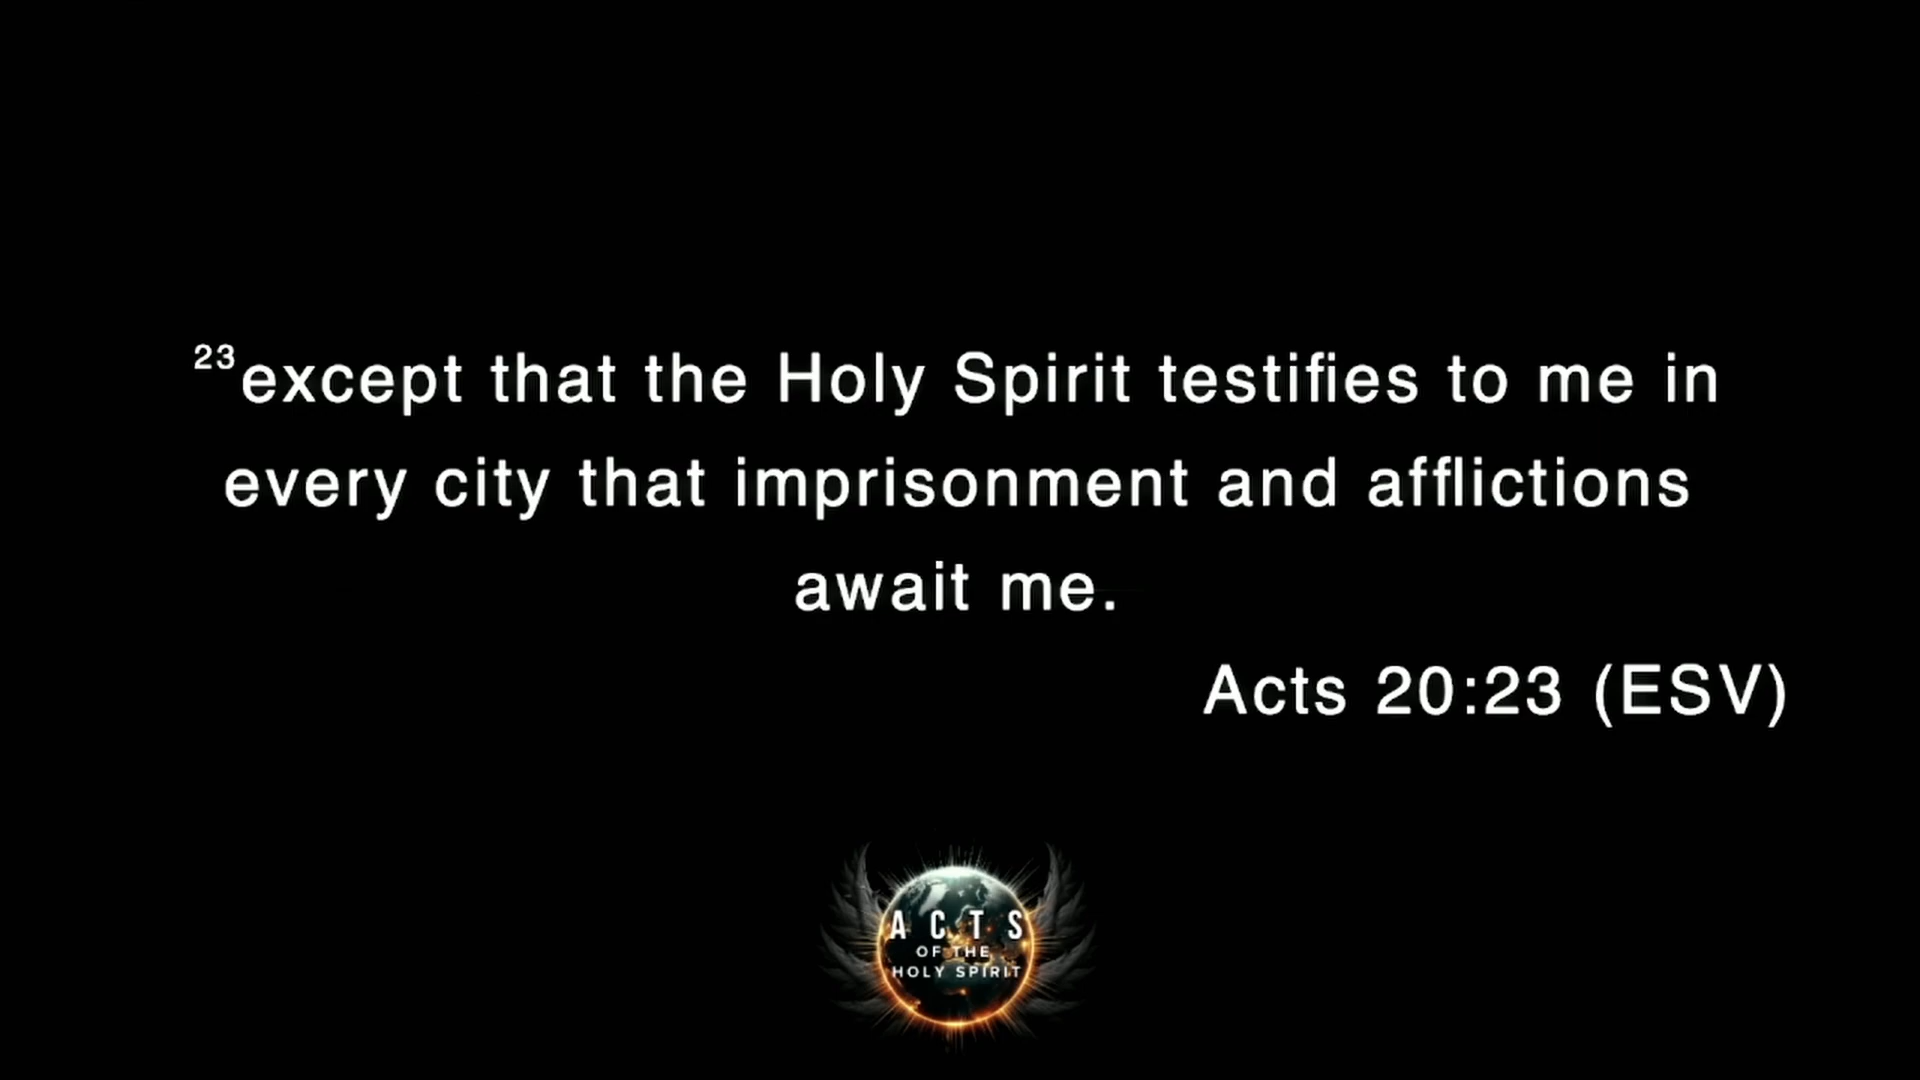 23except that the Holy Spirit testifies to me in
every city that imprisonment and afflictions
await me.
Acts 20:23 (ESV)
ACTS
OF THE
HOLY SPIRIT